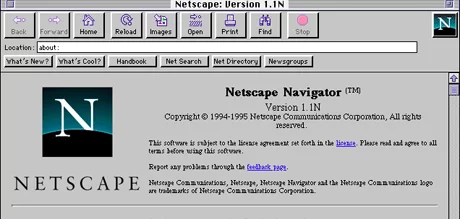 Netscape: Version 1.1N
Back Forward Home Reload Images Open Print Find
N
Location: about:
What's New? What's Cool? Handbook Net Search Net Directory Newsgroups
N
NETSCAPE
Netscape Navigator (TM)
Version 1.1N
Copyright © 1994-1995 Netscape Communications Corporation, All rights
reserved.
This software is subject to the license agreement set forth in the license. Please read and agree to all
terms before using this software.
Report any problems through the feedback page.
Netscape Communications, Netscape, Netscape Navigator and the Netscape Communications logo
are trademarks of Netscape Communications Corporation.